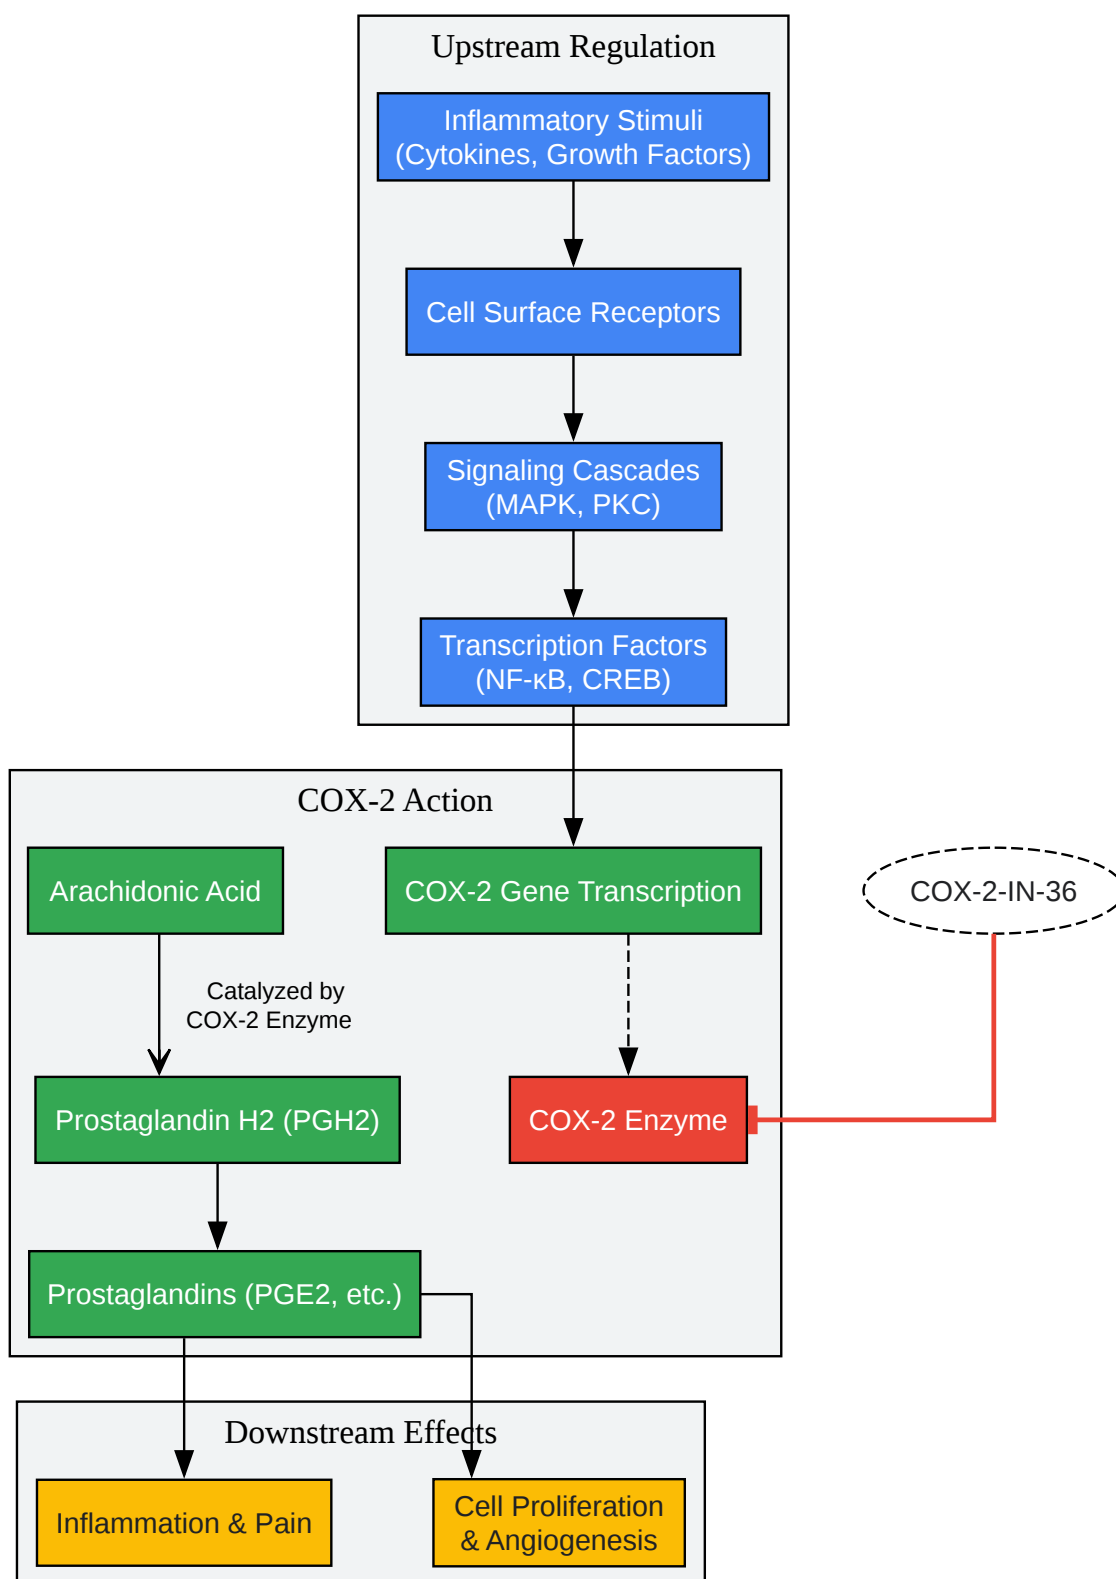 Upstream Regulation
Inflammatory Stimuli
(Cytokines, Growth Factors)
Cell Surface Receptors
Signaling Cascades
(MAPK, PKC)
Transcription Factors
(NF-κB, CREB)
COX-2 Action
Arachidonic Acid
COX-2 Gene Transcription
COX-2-IN-36
Catalyzed by
COX-2 Enzyme
Prostaglandin H2 (PGH2)
COX-2 Enzyme
Prostaglandins (PGE2, etc.)
Downstream Effects
Inflammation & Pain
Cell Proliferation
& Angiogenesis